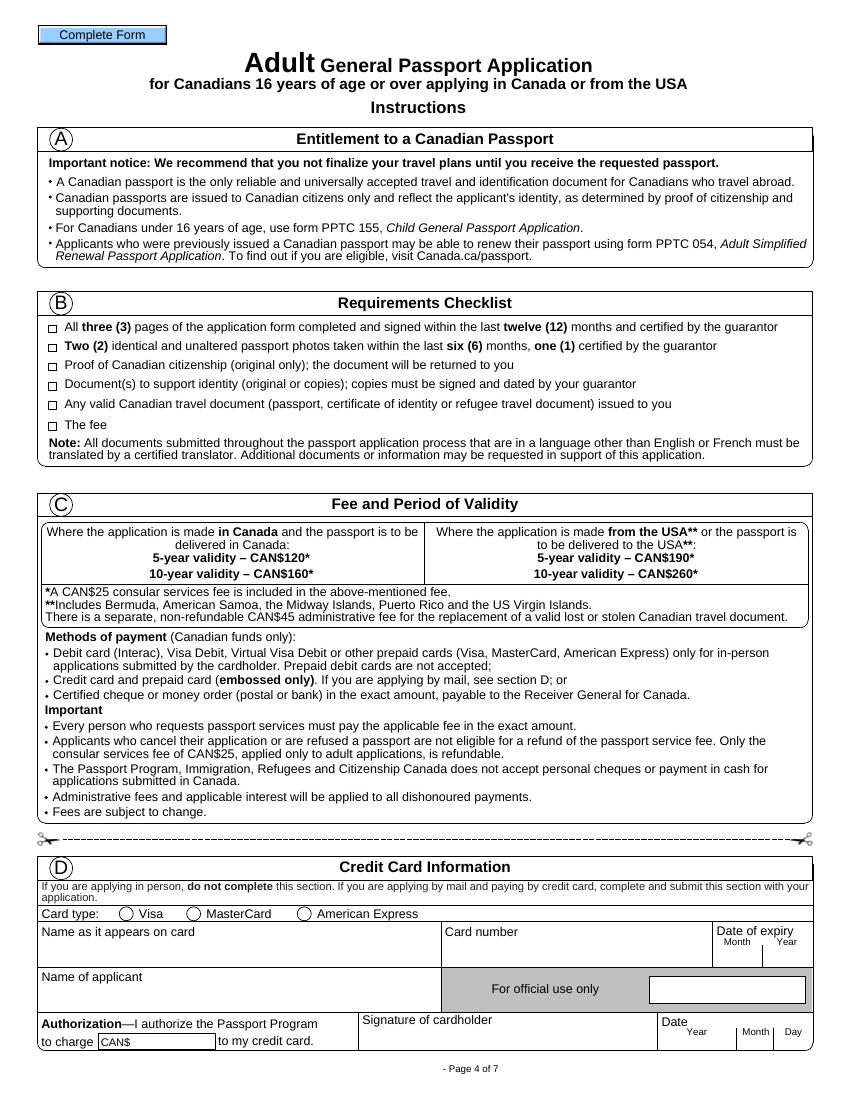 Complete Form
Adult General Passport Application
for Canadians 16 years of age or over applying in Canada or from the USA
Instructions
A Entitlement to a Canadian Passport
Important notice: We recommend that you not finalize your travel plans until you receive the requested passport.
• A Canadian passport is the only reliable and universally accepted travel and identification document for Canadians who travel abroad.
• Canadian passports are issued to Canadian citizens only and reflect the applicant's identity, as determined by proof of citizenship and
supporting documents.
• For Canadians under 16 years of age, use form PPTC 155, Child General Passport Application.
• Applicants who were previously issued a Canadian passport may be able to renew their passport using form PPTC 054, Adult Simplified
Renewal Passport Application. To find out if you are eligible, visit Canada.ca/passport.
B Requirements Checklist
All three (3) pages of the application form completed and signed within the last twelve (12) months and certified by the guarantor
Two (2) identical and unaltered passport photos taken within the last six (6) months, one (1) certified by the guarantor
Proof of Canadian citizenship (original only); the document will be returned to you
Document(s) to support identity (original or copies); copies must be signed and dated by your guarantor
Any valid Canadian travel document (passport, certificate of identity or refugee travel document) issued to you
The fee
Note: All documents submitted throughout the passport application process that are in a language other than English or French must be
translated by a certified translator. Additional documents or information may be requested in support of this application.
C Fee and Period of Validity
Where the application is made in Canada and the passport is to be
delivered in Canada:
5-year validity – CAN$120*
10-year validity – CAN$160*
Where the application is made from the USA** or the passport is
to be delivered to the USA**:
5-year validity – CAN$190*
10-year validity – CAN$260*
*A CAN$25 consular services fee is included in the above-mentioned fee.
**Includes Bermuda, American Samoa, the Midway Islands, Puerto Rico and the US Virgin Islands.
There is a separate, non-refundable CAN$45 administrative fee for the replacement of a valid lost or stolen Canadian travel document.
Methods of payment (Canadian funds only):
• Debit card (Interac), Visa Debit, Virtual Visa Debit or other prepaid cards (Visa, MasterCard, American Express) only for in-person
applications submitted by the cardholder. Prepaid debit cards are not accepted;
• Credit card and prepaid card (embossed only). If you are applying by mail, see section D; or
• Certified cheque or money order (postal or bank) in the exact amount, payable to the Receiver General for Canada.
Important
• Every person who requests passport services must pay the applicable fee in the exact amount.
• Applicants who cancel their application or are refused a passport are not eligible for a refund of the passport service fee. Only the
consular services fee of CAN$25, applied only to adult applications, is refundable.
• The Passport Program, Immigration, Refugees and Citizenship Canada does not accept personal cheques or payment in cash for
applications submitted in Canada.
• Administrative fees and applicable interest will be applied to all dishonoured payments.
• Fees are subject to change.
D Credit Card Information
If you are applying in person, do not complete this section. If you are applying by mail and paying by credit card, complete and submit this section with your
application.
Card type: Visa MasterCard American Express
Name as it appears on card
Card number
Date of expiry
Month Year
Name of applicant
For official use only
Authorization—I authorize the Passport Program
to charge CAN$ to my credit card.
Signature of cardholder
Date
Year Month Day
- Page 4 of 7